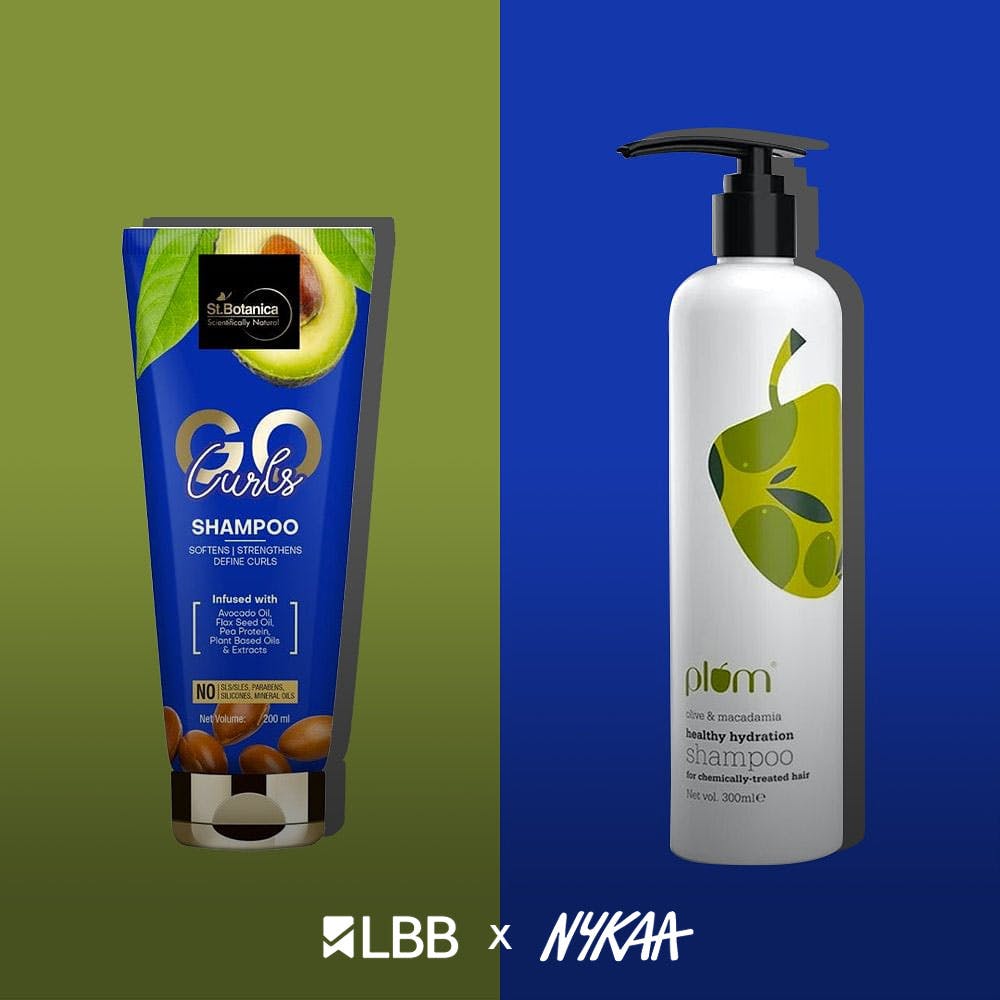 St.Botanica
Scientifically Natural
GO
Curls
SHAMPOO
SOFTENS | STRENGTHENS
DEFINE CURLS
Infused with
Avocado Oil,
Flax Seed Oil,
Pea Protein,
Plant Based Oils
& Extracts
NO SLS/SLES, PARABENS,
SILICONES, MINERAL OILS
Net Volume: 200 ml
plum®
olive & macadamia
healthy hydration
shampoo
for chemically-treated hair
Net vol. 300ml℮
LBB x NYKAA